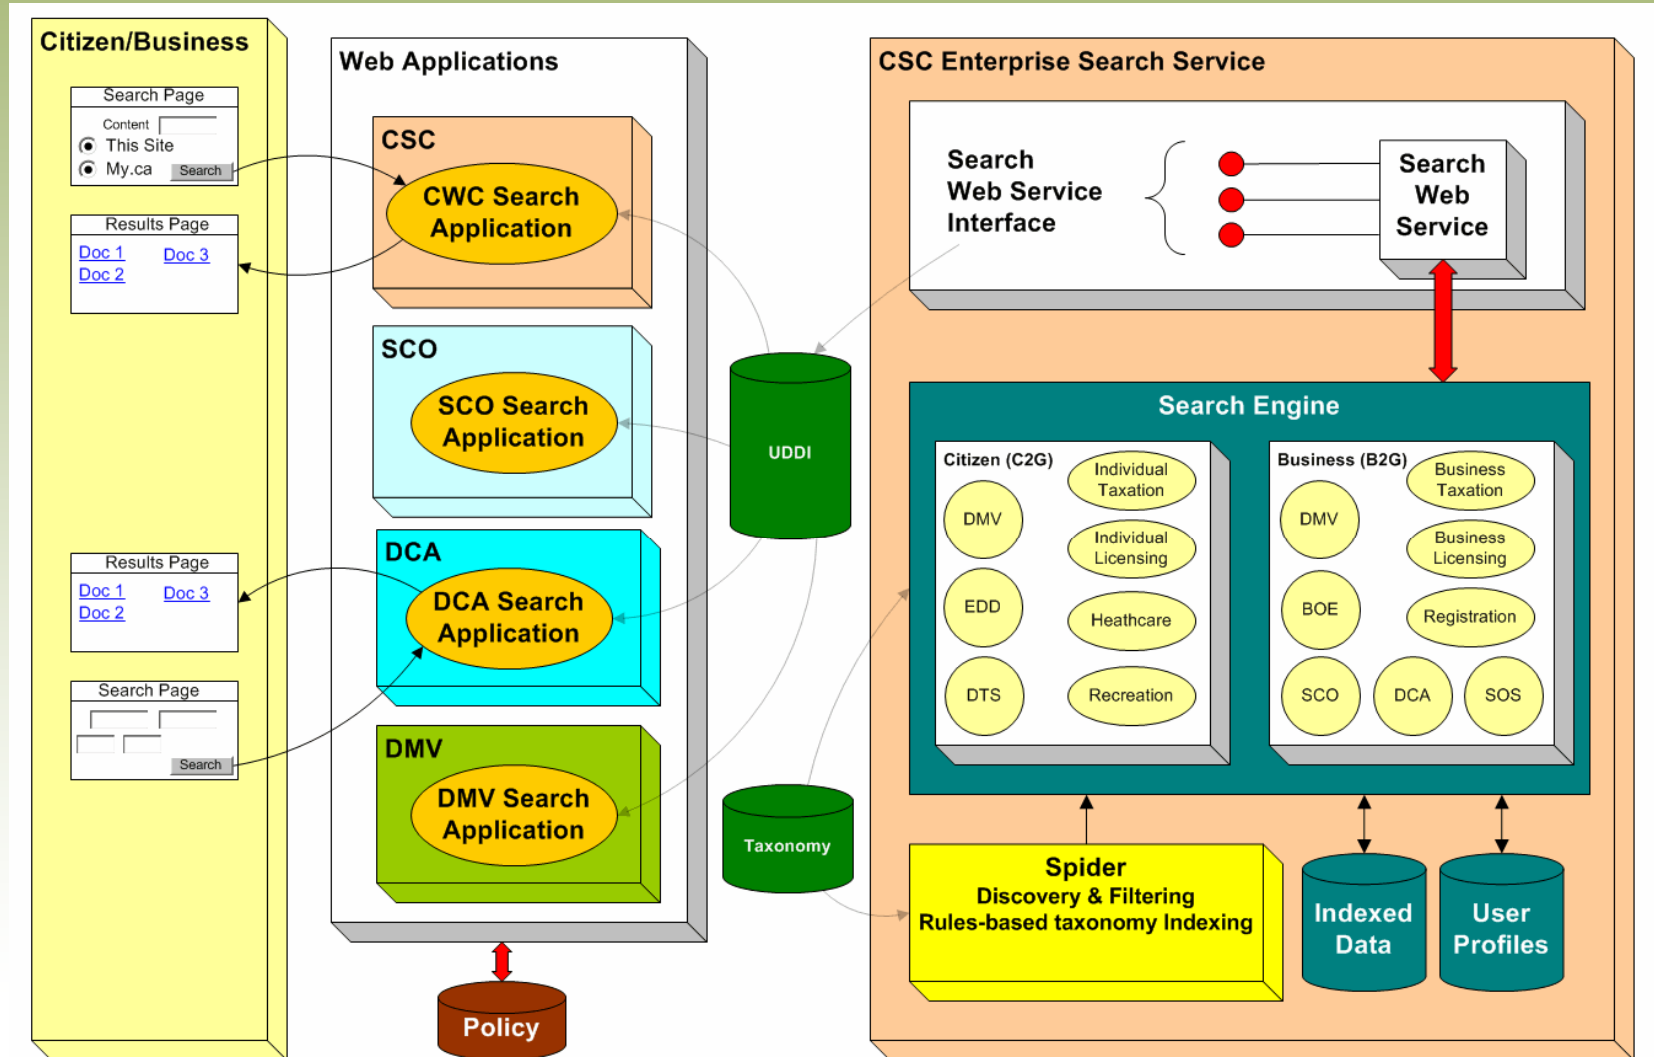 Citizen/Business
Search Page
Content
This Site
My.ca
Search
Results Page
Doc 1
Doc 3
Doc 2
Results Page
Doc 1
Doc 3
Doc 2
Search Page
Search
Web Applications
CSC
CWC Search
Application
SCO
SCO Search
Application
DCA
DCA Search
Application
DMV
DMV Search
Application
Policy
UDDI
Taxonomy
CSC Enterprise Search Service
Search
Web Service
Interface
Search
Web
Service
Search Engine
Citizen (C2G)
DMV
EDD
DTS
Individual
Taxation
Individual
Licensing
Heathcare
Recreation
Business (B2G)
DMV
BOE
SCO
DCA
SOS
Business
Taxation
Business
Licensing
Registration
Spider
Discovery & Filtering
Rules-based taxonomy Indexing
Indexed
Data
User
Profiles